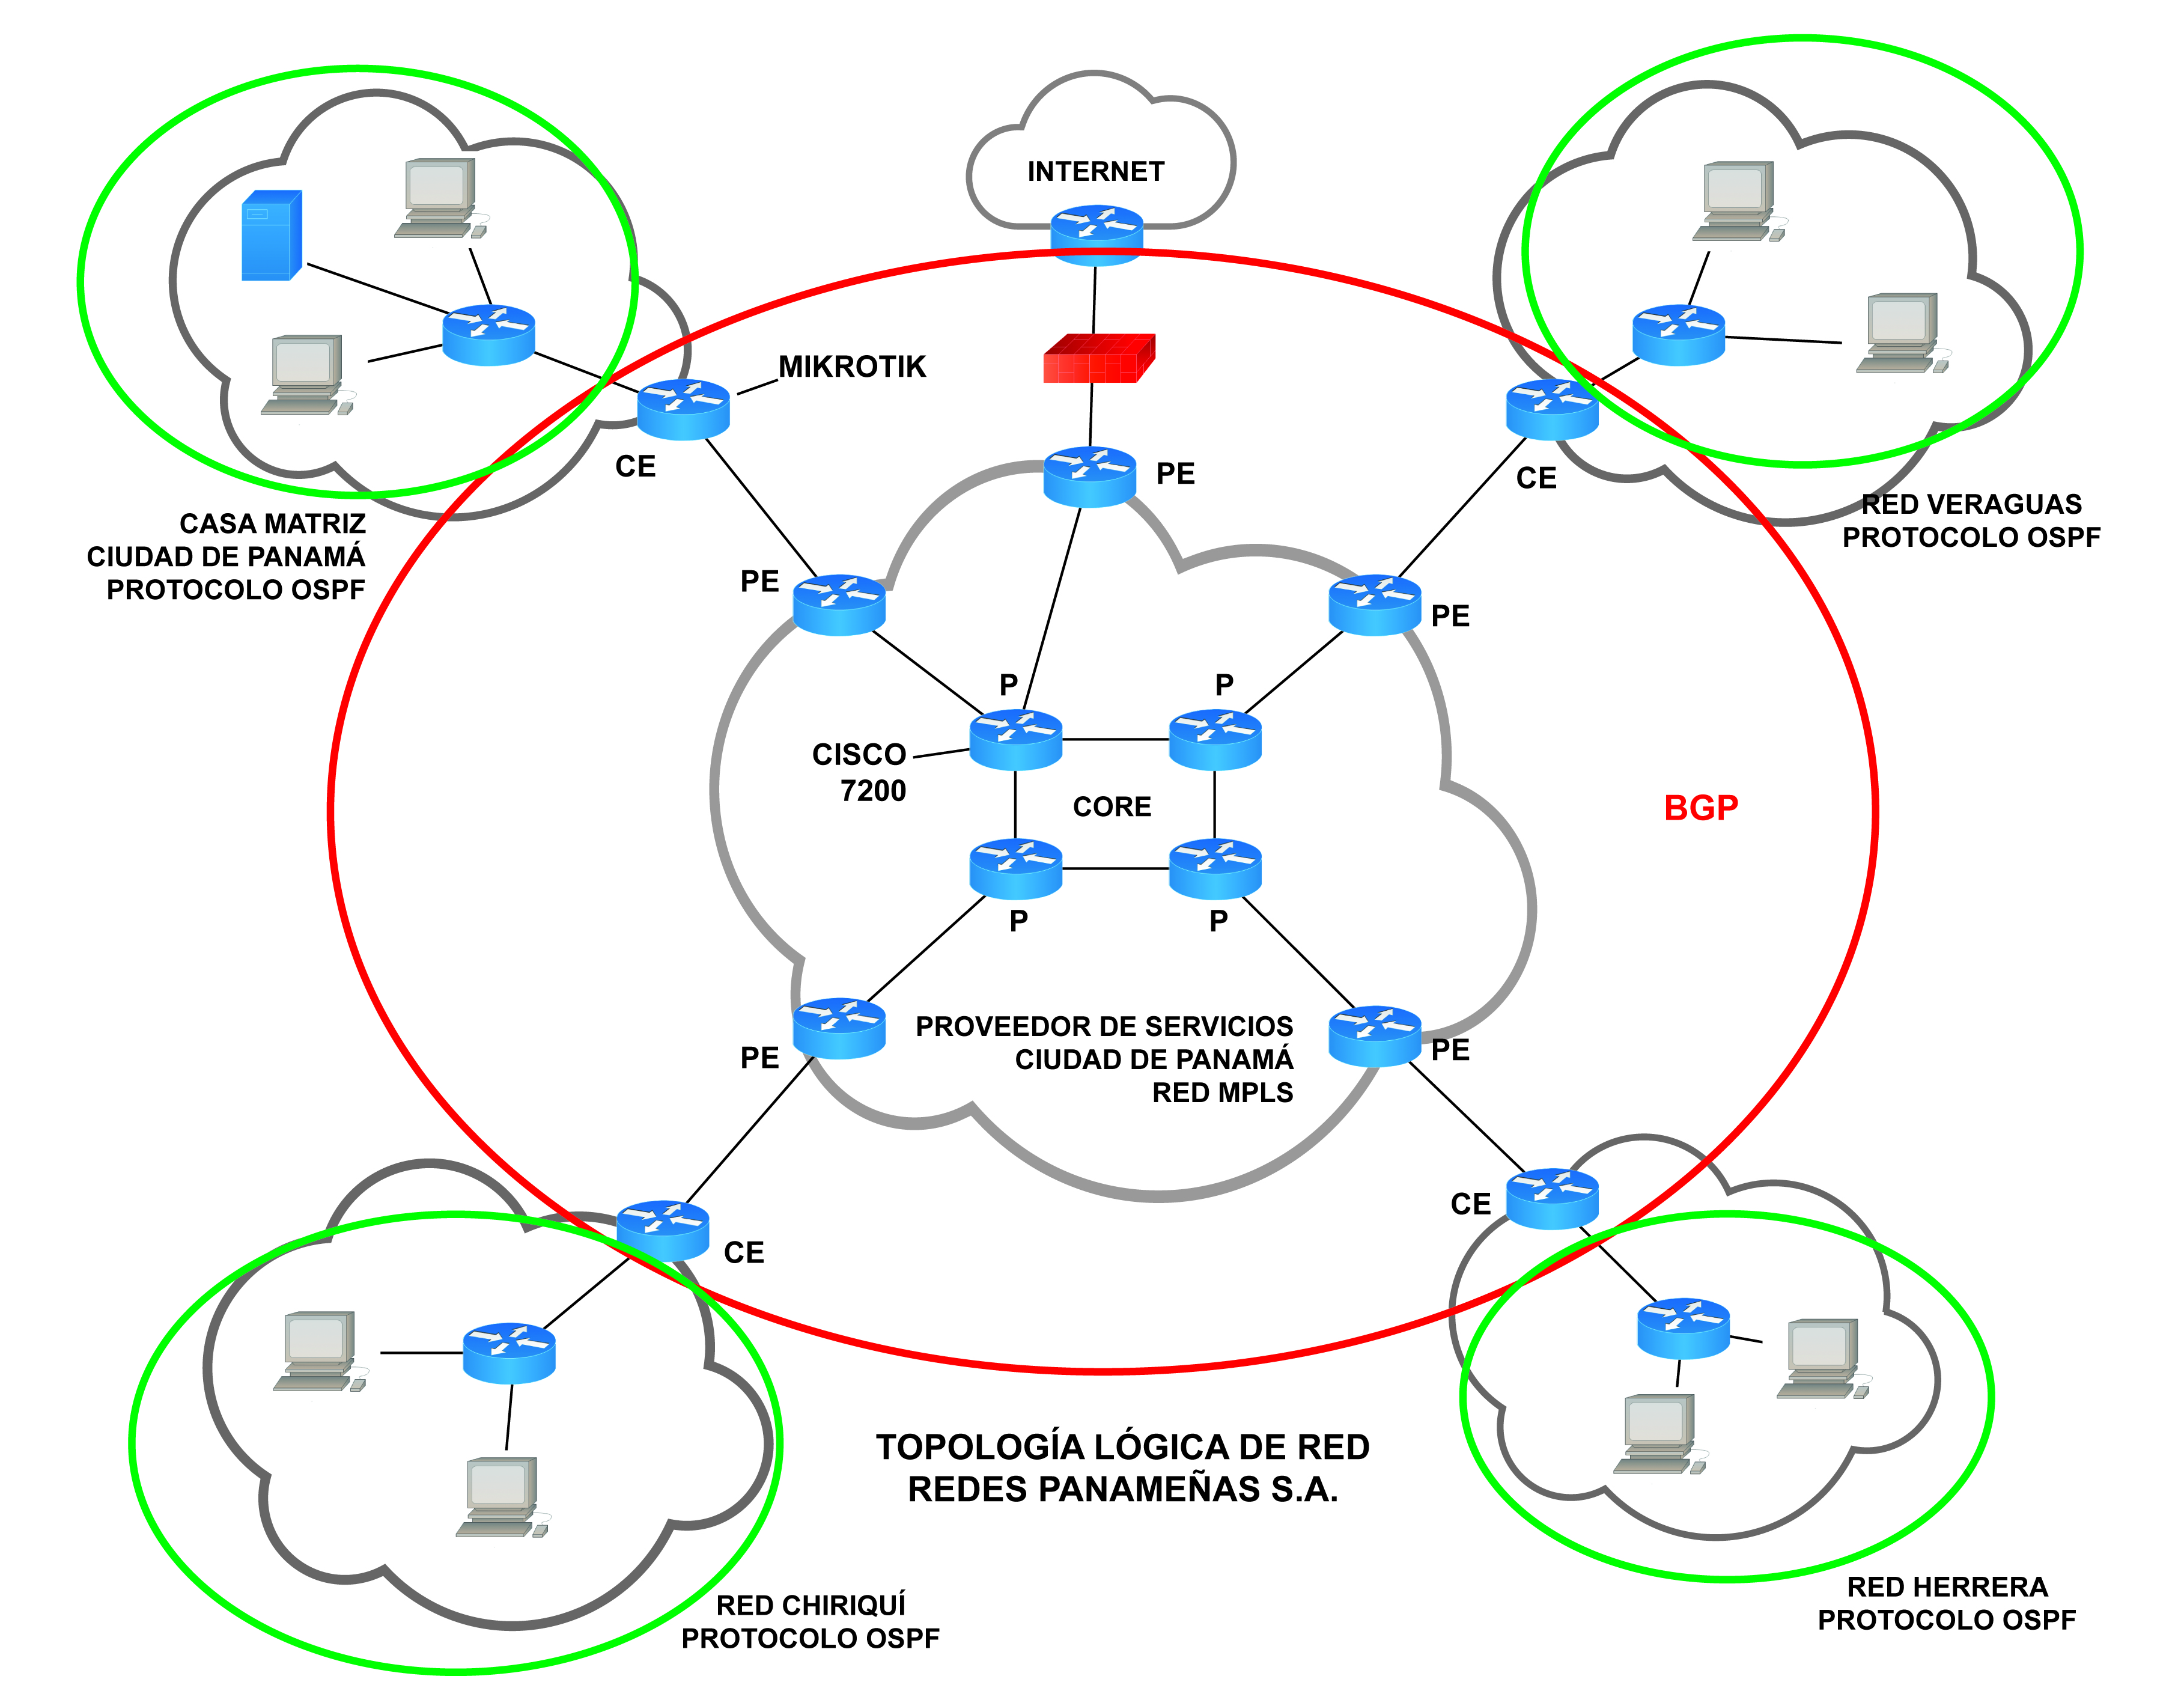 INTERNET
MIKROTIK
CE
PE
CE
CASA MATRIZ
CIUDAD DE PANAMÁ
PROTOCOLO OSPF
RED VERAGUAS
PROTOCOLO OSPF
PE
PE
P
P
CISCO
7200
CORE
BGP
P
P
PROVEEDOR DE SERVICIOS
CIUDAD DE PANAMÁ
RED MPLS
PE
PE
CE
CE
TOPOLOGÍA LÓGICA DE RED
REDES PANAMEÑAS S.A.
RED CHIRIQUÍ
PROTOCOLO OSPF
RED HERRERA
PROTOCOLO OSPF